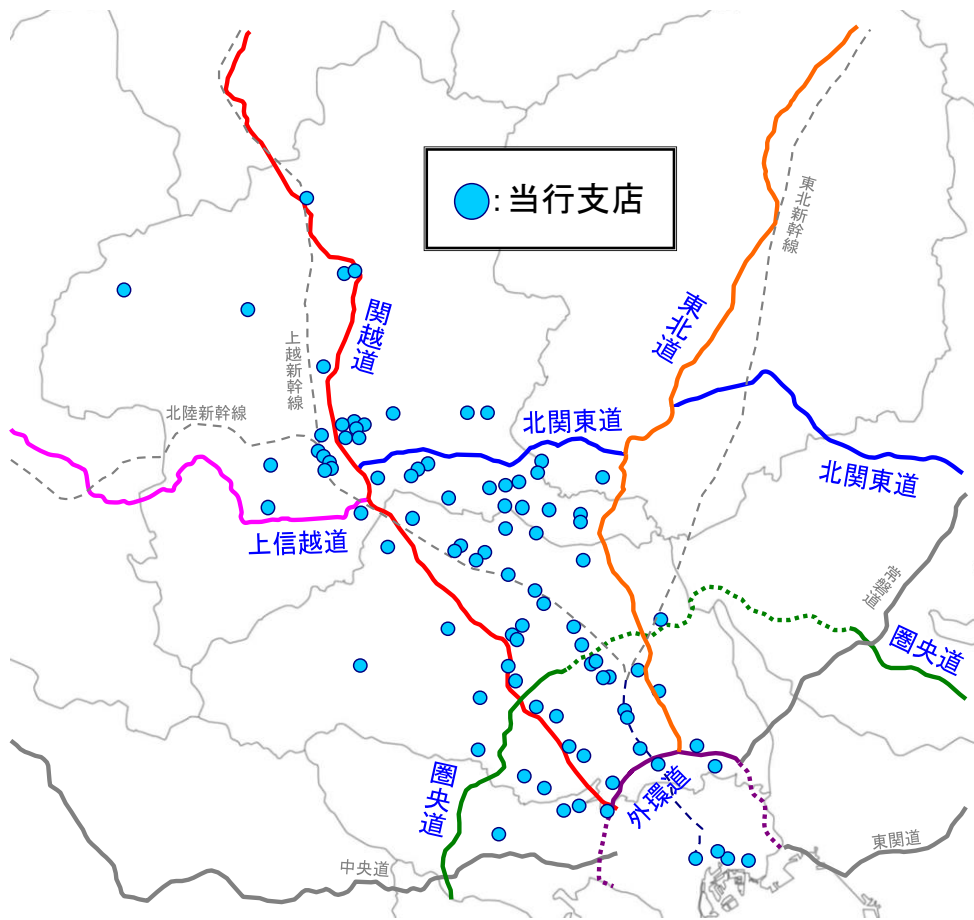 :当行支店
東北新幹線
関越道
東北道
上越新幹線
北陸新幹線
北関東道
北関東道
上信越道
常磐道
圏央道
圏央道
外環道
東関道
中央道